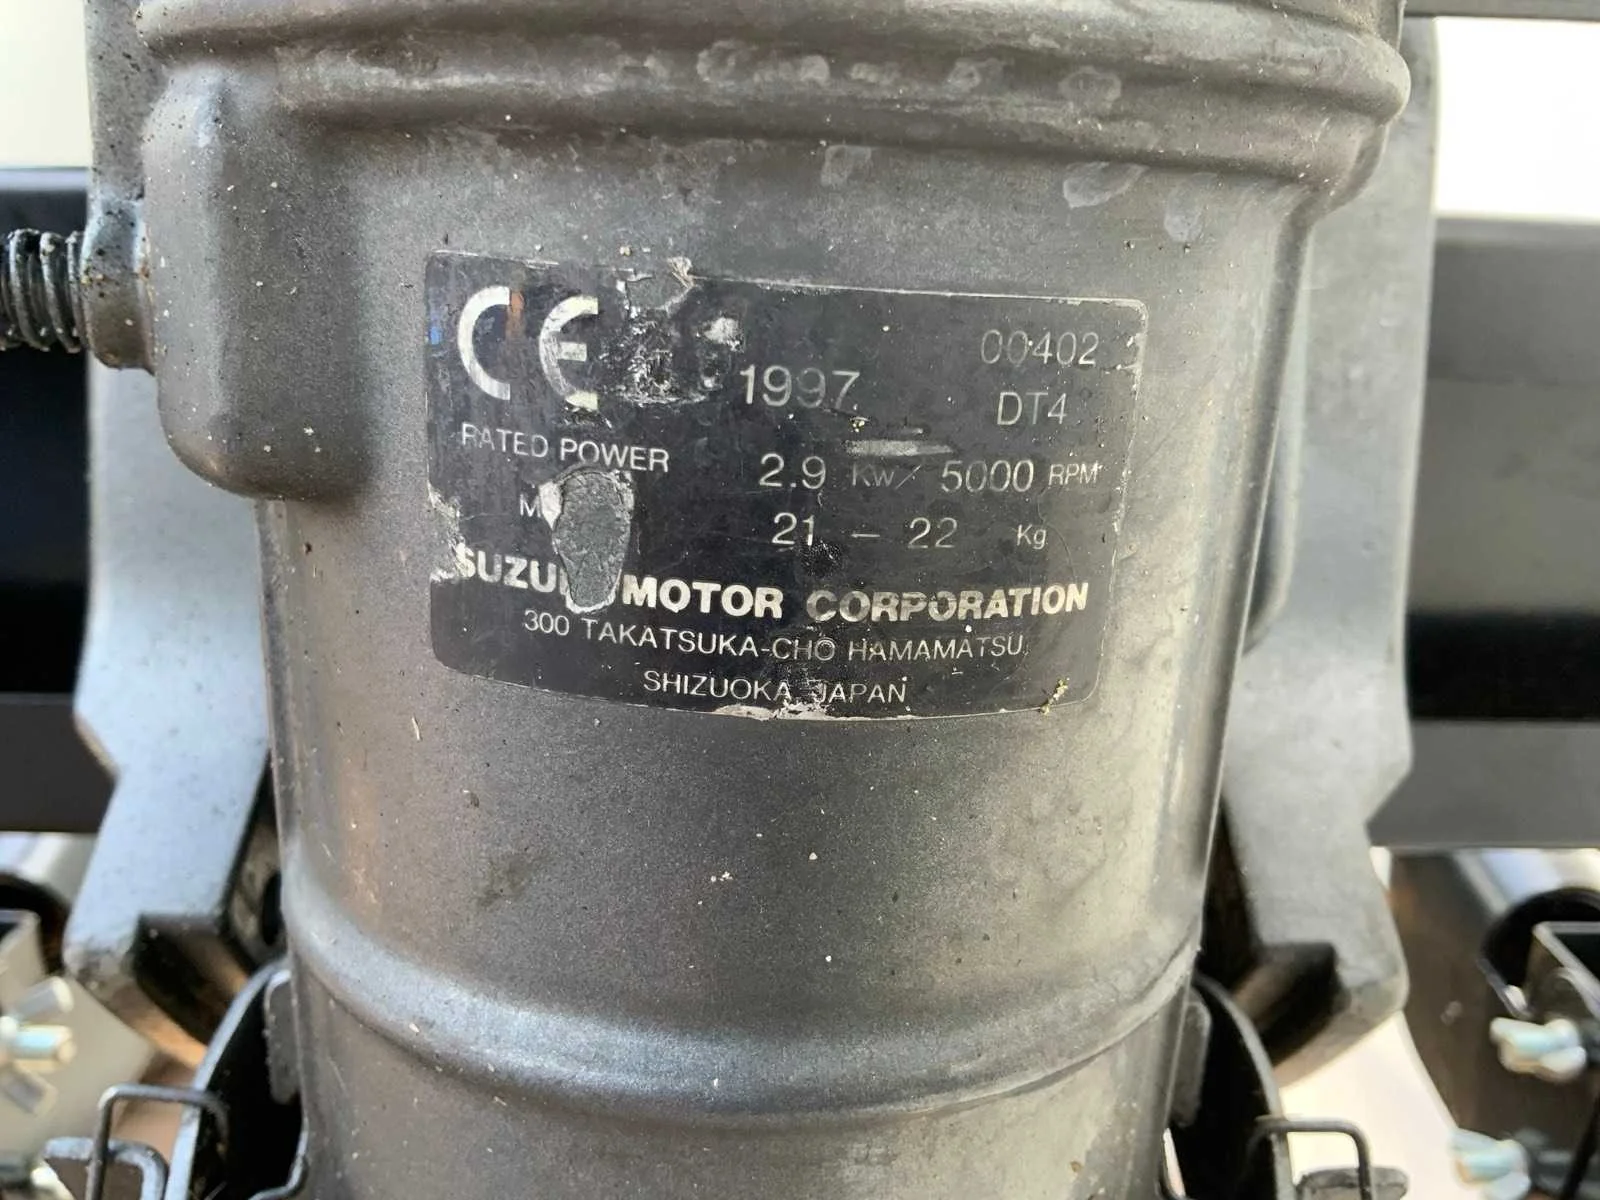 CE 1997 00402
DT4
RATED POWER 2.9 Kw/ 5000 RPM
21 - 22 Kg
MOTOR CORPORATION
300 TAKATSUKA-CHO HAMAMATSU
SHIZUOKA JAPAN